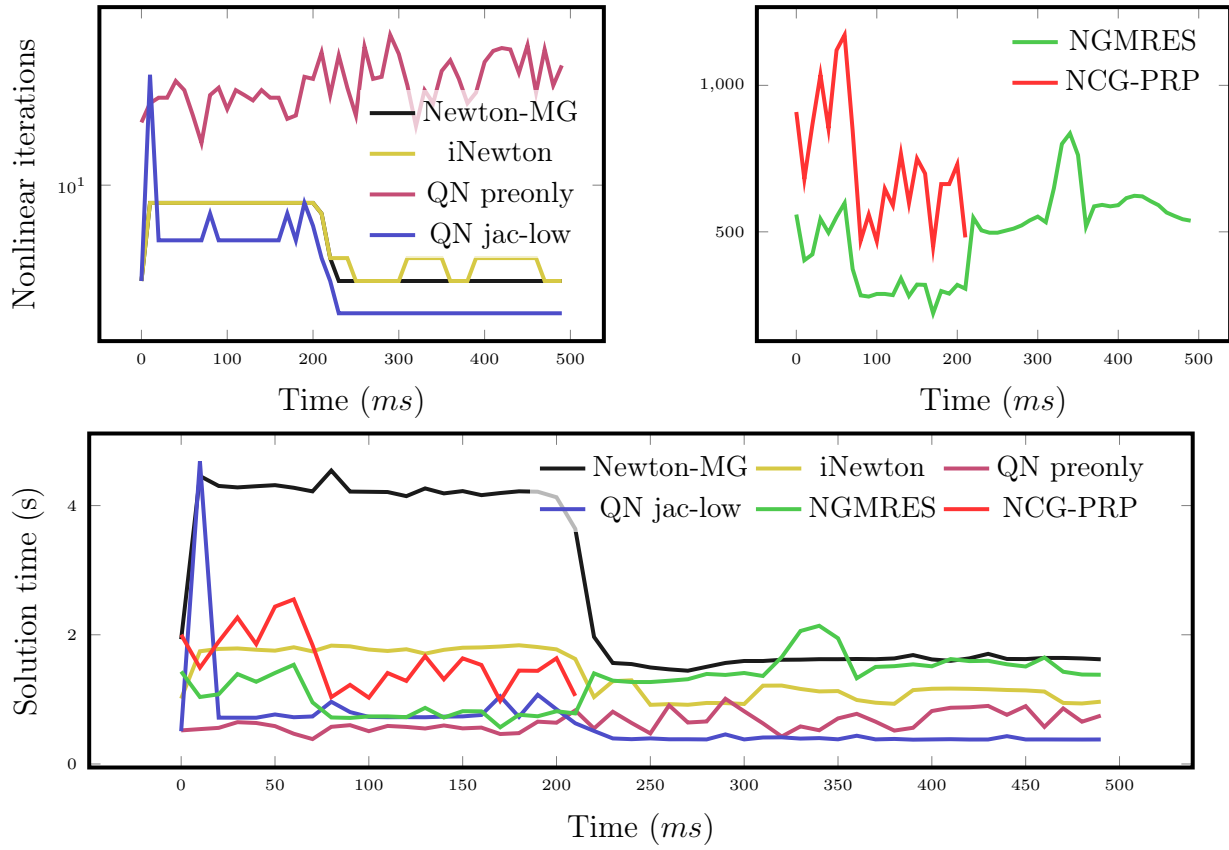 Nonlinear iterations
10^1
Newton-MG
iNewton
QN preonly
QN jac-low
0 100 200 300 400 500
Time (ms)
1,000
500
NGMRES
NCG-PRP
0 100 200 300 400 500
Time (ms)
Solution time (s)
4
2
0
Newton-MG iNewton QN preonly
QN jac-low NGMRES NCG-PRP
0 50 100 150 200 250 300 350 400 450 500
Time (ms)